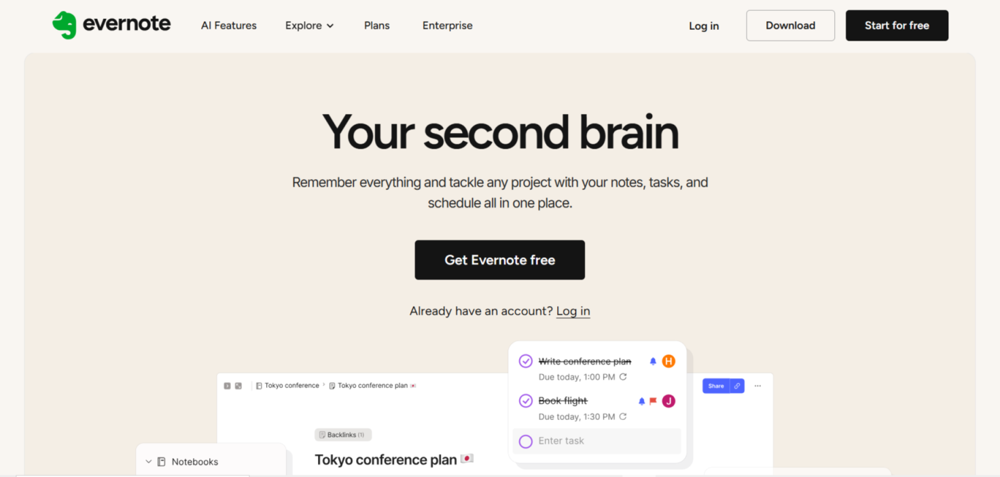 evernote
AI Features
Explore
Plans
Enterprise
Log in
Download
Start for free
Your second brain
Remember everything and tackle any project with your notes, tasks, and
schedule all in one place.
Get Evernote free
Already have an account? Log in
Write conference plan
H
Due today, 1:00 PM
Book flight
J
Due today, 1:30 PM
Enter task
Tokyo conference
Tokyo conference plan
Share
Backlinks (1)
Tokyo conference plan
Notebooks